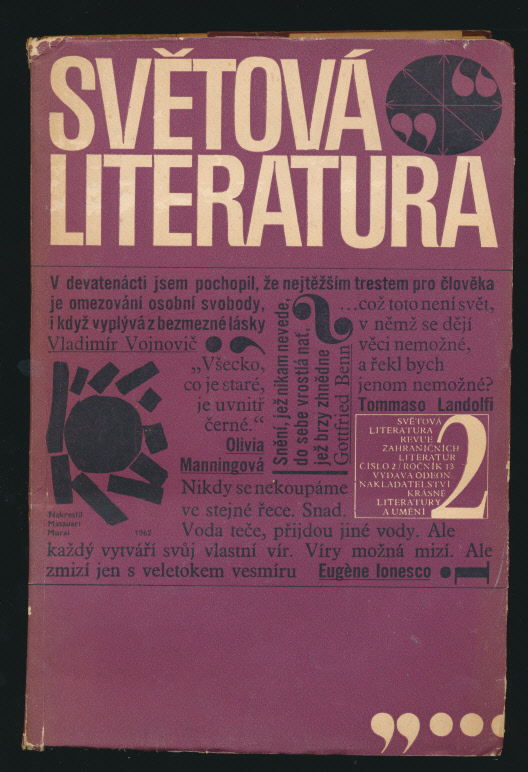 SVĚTOVÁ
LITERATURA
V devatenácti jsem pochopil, že nejtěžším trestem pro člověka
je omezování osobní svobody,
i když vyplývá z bezmezné lásky
Vladimír Vojnovič
„Všecko,
co je staré,
je uvnitř
černé.“
Olivia
Manningová
Snění, jež nikam nevede,
do sebe vrostlá nať...
jež brzy zhnědne
Gottfried Benn
?
...což toto není svět,
v němž se dějí
věci nemožné,
a řekl bych
jenom nemožné?
Tommaso Landolfi
SVĚTOVÁ
LITERATURA
REVUE
ZAHRANIČNÍCH
LITERATUR
ČÍSLO 2 / ROČNÍK 13
VYDÁVÁ ODEON,
NAKLADATELSTVÍ
KRÁSNÉ
LITERATURY
A UMĚNÍ
2
Nakreslil
Masanari
Murai 1962
Nikdy se nekoupáme
ve stejné řece. Snad.
Voda teče, přijdou jiné vody. Ale
každý vytváří svůj vlastní vír. Víry možná mizí. Ale
zmizí jen s veletokem vesmíru Eugène Ionesco
„...